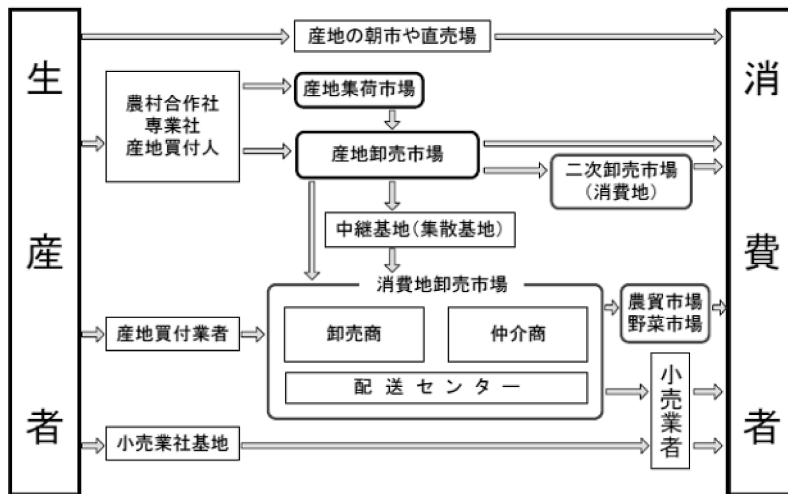 生産者
産地の朝市や直売場
農村合作社
専業社
産地買付人
産地集荷市場
産地卸売市場
二次卸売市場
(消費地)
中継基地(集散基地)
消費地卸売市場
卸売商
仲介商
配送センター
産地買付業者
農貿市場
野菜市場
小売業者
小売業社基地
消費者